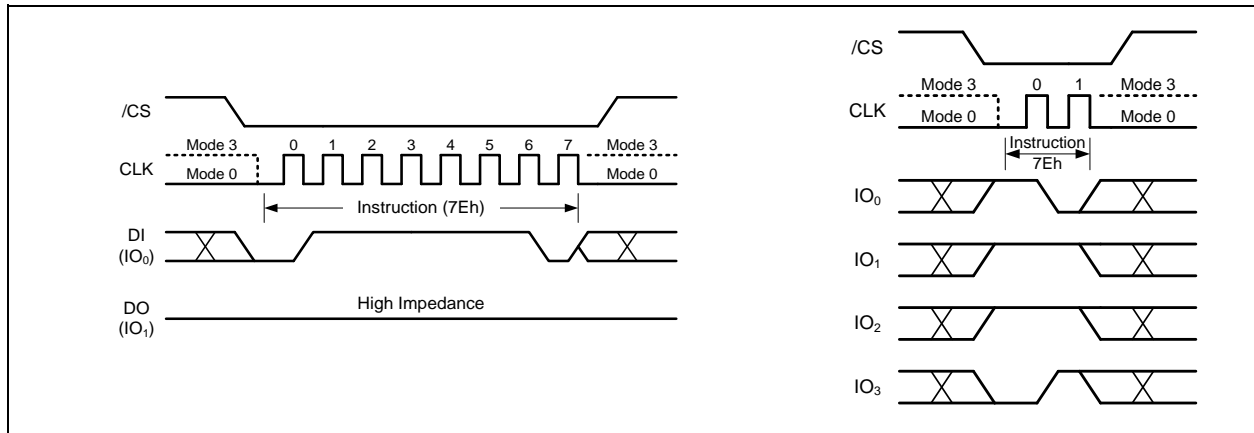 /CS
Mode 3 0 1 2 3 4 5 6 7 Mode 3
CLK Mode 0 Mode 0
Instruction (7Eh)
DI
(IO₀)
High Impedance
DO
(IO₁)
/CS
Mode 3 0 1 Mode 3
CLK Mode 0 Mode 0
Instruction
7Eh
IO₀
IO₁
IO₂
IO₃